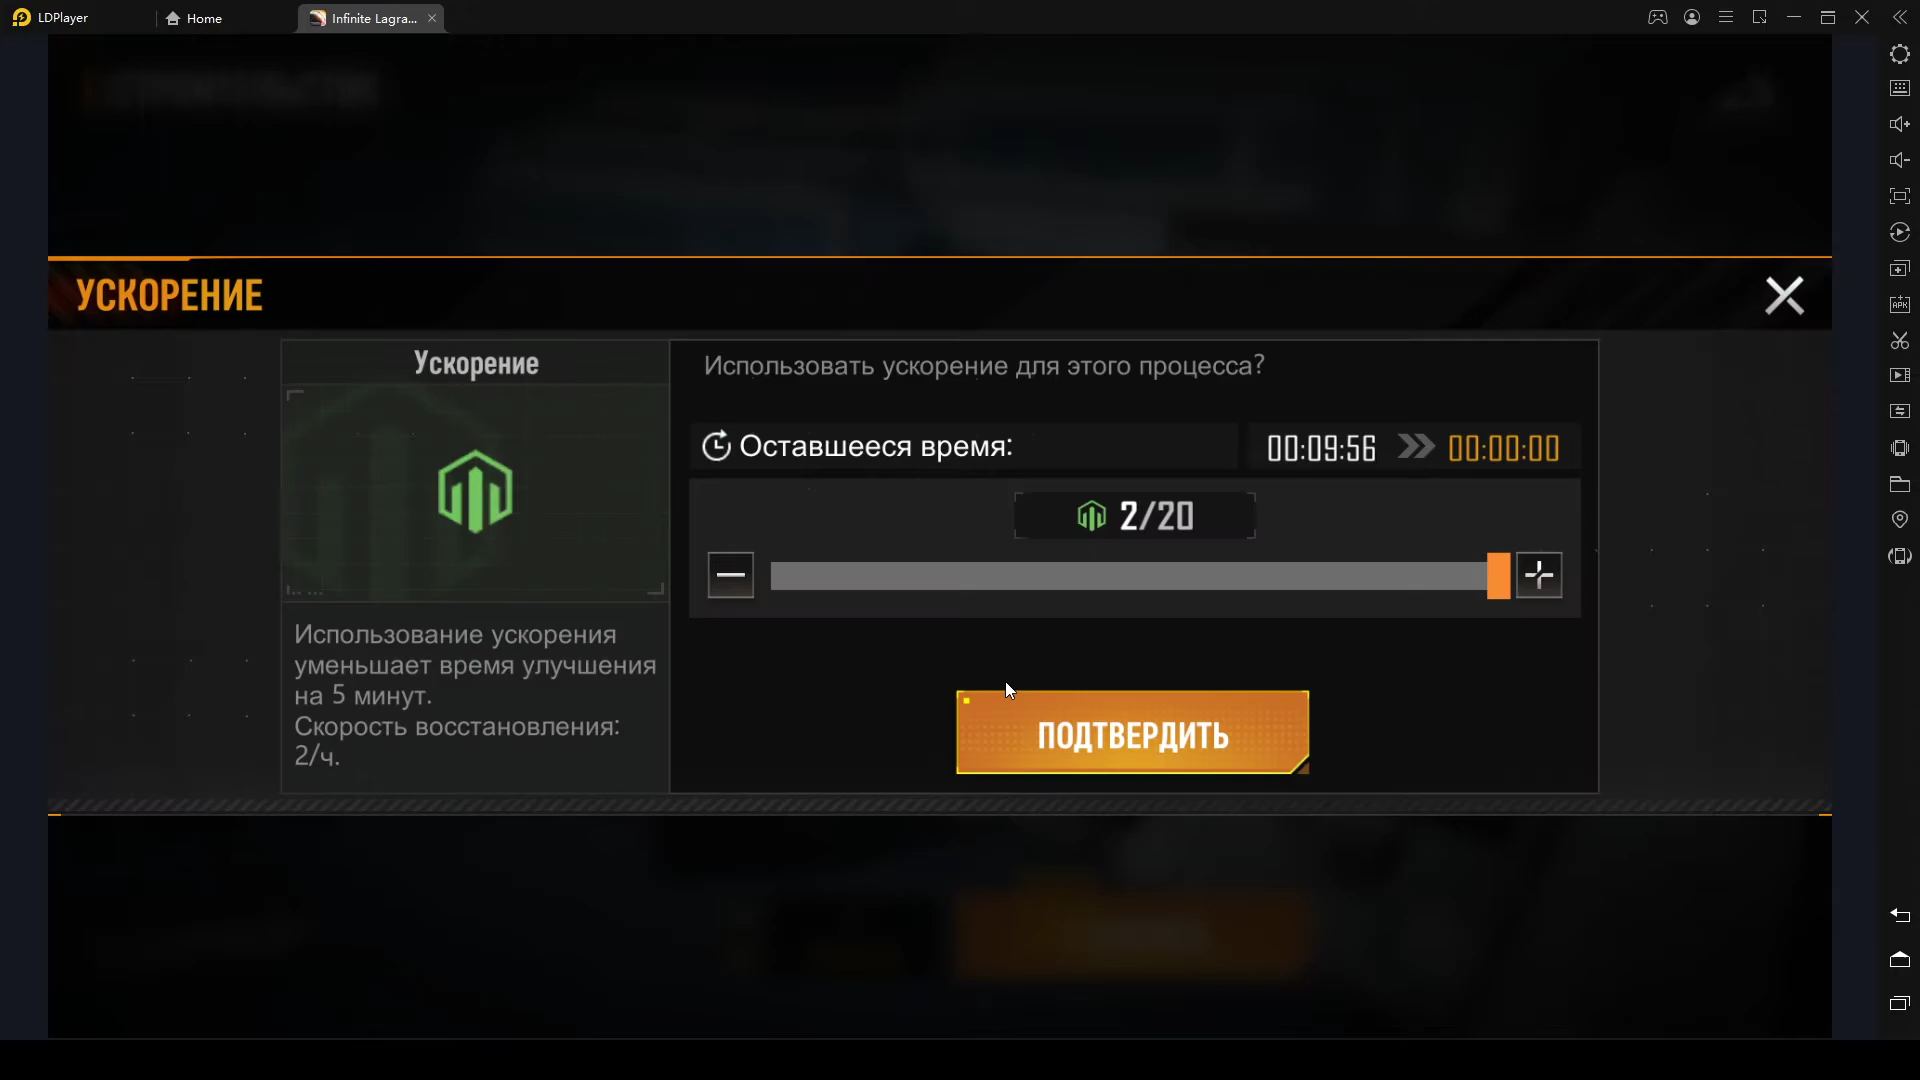 LDPlayer
Home
Infinite Lagra...
УСКОРЕНИЕ
Ускорение
Использовать ускорение для этого процесса?
Оставшееся время:
00:09:56
00:00:00
2/20
Использование ускорения
уменьшает время улучшения
на 5 минут.
Скорость восстановления:
2/ч.
ПОДТВЕРДИТЬ
APK